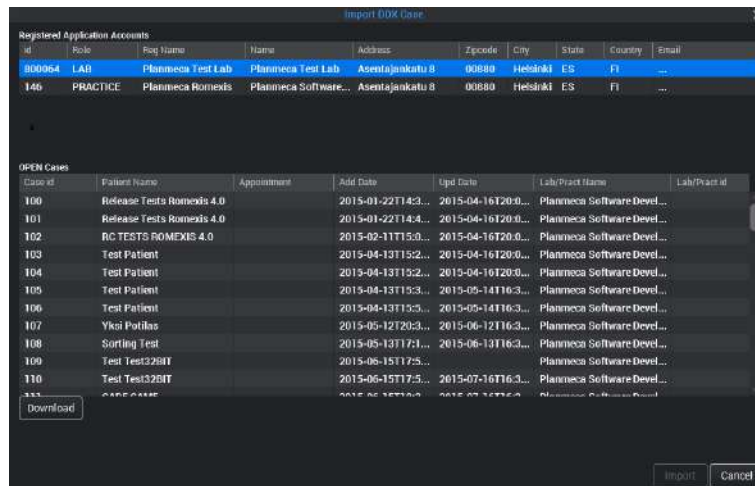 Import DDX Case
Registered Application Accounts
id Role Reg Name Name Address Zipcode City State Country Email
800064 LAB Planmeca Test Lab Planmeca Test Lab Asentajankatu 8 00880 Helsinki ES FI ...
146 PRACTICE Planmeca Romexis Planmeca Software... Asentajankatu 8 00880 Helsinki ES FI ...
OPEN Cases
Case id Patient Name Appointment Add Date Upd Date Lab/Pract Name Lab/Pract id
100 Release Tests Romexis 4.0 2015-01-22T14:3... 2015-04-16T20:0... Planmeca Software Devel...
101 Release Tests Romexis 4.0 2015-01-22T14:4... 2015-04-16T20:0... Planmeca Software Devel...
102 RC TESTS ROMEXIS 4.0 2015-02-11T15:0... 2015-04-16T20:0... Planmeca Software Devel...
103 Test Patient 2015-04-13T15:2... 2015-04-16T20:0... Planmeca Software Devel...
104 Test Patient 2015-04-13T15:2... 2015-04-16T20:0... Planmeca Software Devel...
105 Test Patient 2015-04-13T15:3... 2015-05-14T16:3... Planmeca Software Devel...
106 Test Patient 2015-04-13T15:5... 2015-05-14T16:3... Planmeca Software Devel...
107 Yksi Potilas 2015-05-12T20:3... 2015-06-12T16:3... Planmeca Software Devel...
108 Sorting Test 2015-05-13T17:1... 2015-06-13T16:3... Planmeca Software Devel...
109 Test Test32BIT 2015-06-15T17:5... Planmeca Software Devel...
110 Test Test32BIT 2015-06-15T17:5... 2015-07-16T16:3... Planmeca Software Devel...
Download
Import Cancel